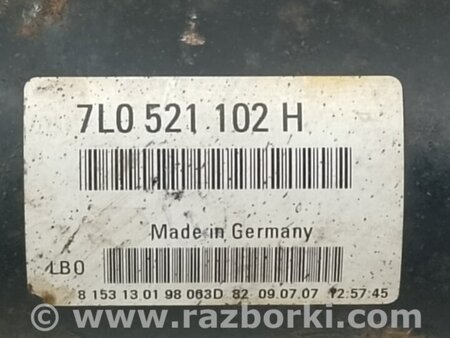 7L0 521 102 H
Made in Germany
LB0
8 153 13 01 98 063D 82 09.07.07 12:57:45
www.razborki.com